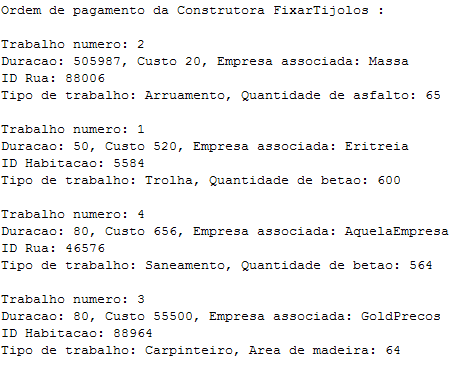 Ordem de pagamento da Construtora FixarTijolos :
Trabalho numero: 2
Duracao: 505987, Custo 20, Empresa associada: Massa
ID Rua: 88006
Tipo de trabalho: Arruamento, Quantidade de asfalto: 65
Trabalho numero: 1
Duracao: 50, Custo 520, Empresa associada: Eritreia
ID Habitacao: 5584
Tipo de trabalho: Trolha, Quantidade de betao: 600
Trabalho numero: 4
Duracao: 80, Custo 656, Empresa associada: AquelaEmpresa
ID Rua: 46576
Tipo de trabalho: Saneamento, Quantidade de betao: 564
Trabalho numero: 3
Duracao: 80, Custo 55500, Empresa associada: GoldPrecos
ID Habitacao: 88964
Tipo de trabalho: Carpinteiro, Area de madeira: 64